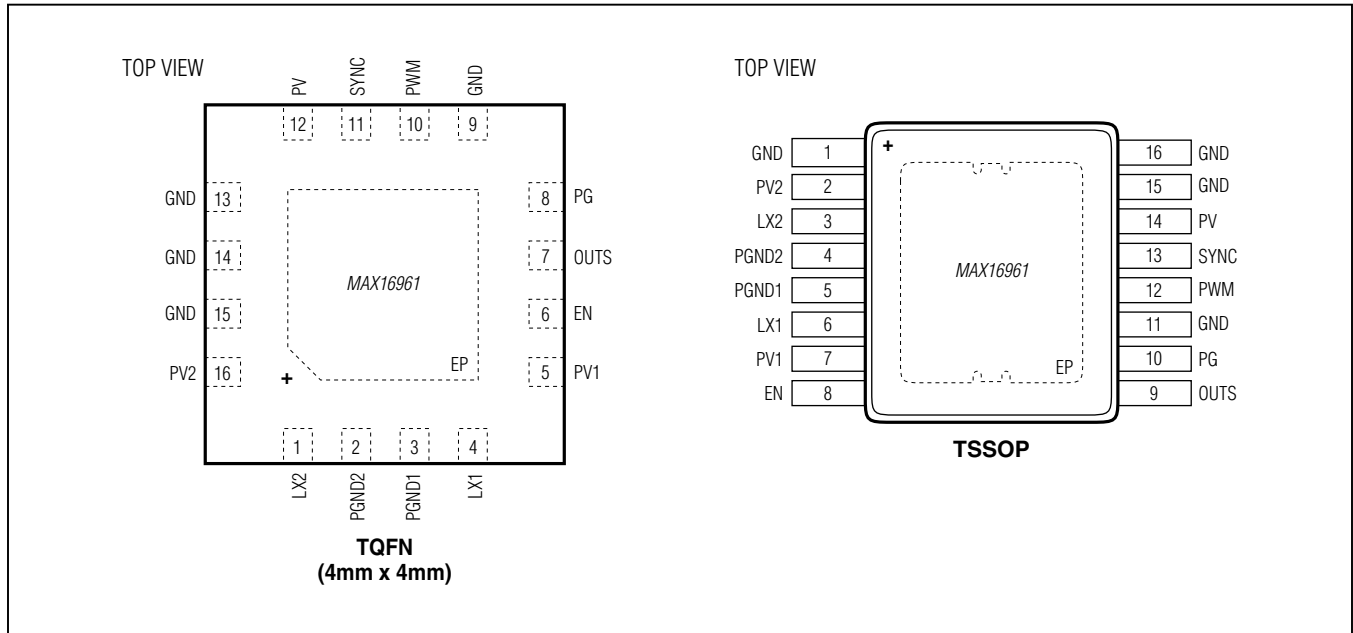 TOP VIEW
PV
SYNC
PWM
GND
12
11
10
9
GND 13
8 PG
GND 14
7 OUTS
MAX16961
GND 15
6 EN
PV2 16
5 PV1
+
EP
1
2
3
4
LX2
PGND2
PGND1
LX1
TQFN
(4mm x 4mm)
TOP VIEW
+
GND 1
16 GND
PV2 2
15 GND
LX2 3
14 PV
PGND2 4
13 SYNC
MAX16961
PGND1 5
12 PWM
LX1 6
11 GND
PV1 7
10 PG
EP
EN 8
9 OUTS
TSSOP